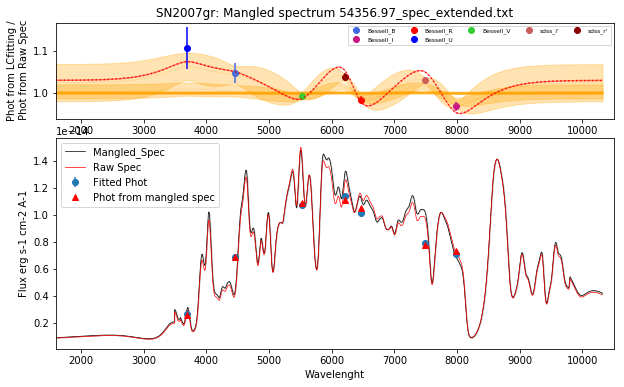 SN2007gr: Mangled spectrum 54356.97_spec_extended.txt
Phot from LCfitting /
Phot from Raw Spec
1.1
1.0
Bessell_B
Bessell_I
Bessell_R
Bessell_U
Bessell_V
sdss_i'
sdss_r'
2000 3000 4000 5000 6000 7000 8000 9000 10000
1e−14
Flux erg s-1 cm-2 A-1
1.4
1.2
1.0
0.8
0.6
0.4
0.2
Mangled_Spec
Raw Spec
Fitted Phot
Phot from mangled spec
2000 3000 4000 5000 6000 7000 8000 9000 10000
Wavelenght